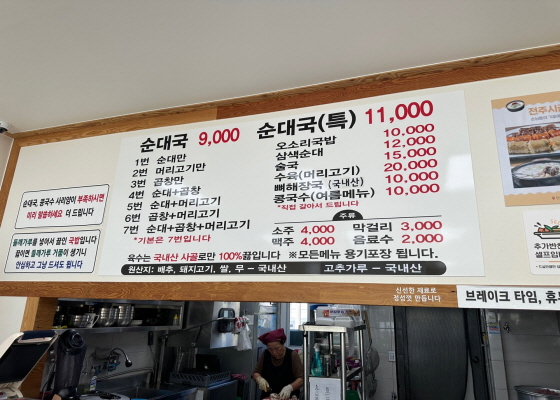 순대국 9,000
1번 순대만
2번 머리고기만
3번 곱창만
4번 순대+곱창
5번 순대+머리고기
6번 곱창+머리고기
7번 순대+곱창+머리고기
*기본은 7번입니다
순대국(특) 11,000
오소리국밥 10,000
삼색순대 12,000
술국 15,000
수육(머리고기) 20,000
뼈해장국 (국내산) 10,000
콩국수(여름메뉴) 10,000
*직접 갈아서 드립니다
주류
소주 4,000 막걸리 3,000
맥주 4,000 음료수 2,000
육수는 국내산 사골로만 100%끓입니다 ※모든메뉴 용기포장 됩니다.
원산지: 배추, 돼지고기, 쌀, 무 – 국내산 고추가루 – 국내산
순대국, 콩국수 사리양이 부족하시면
미리 말씀하세요 더 드립니다
들깨가루를 넣어서 끓인 국밥입니다
끓이면 들깨가루 거품이 생기니
안심하고 그냥 드셔도 됩니다
신선한 재료로
정성껏 만듭니다
브레이크 타임, 휴
전주시
추가반찬
셀프입